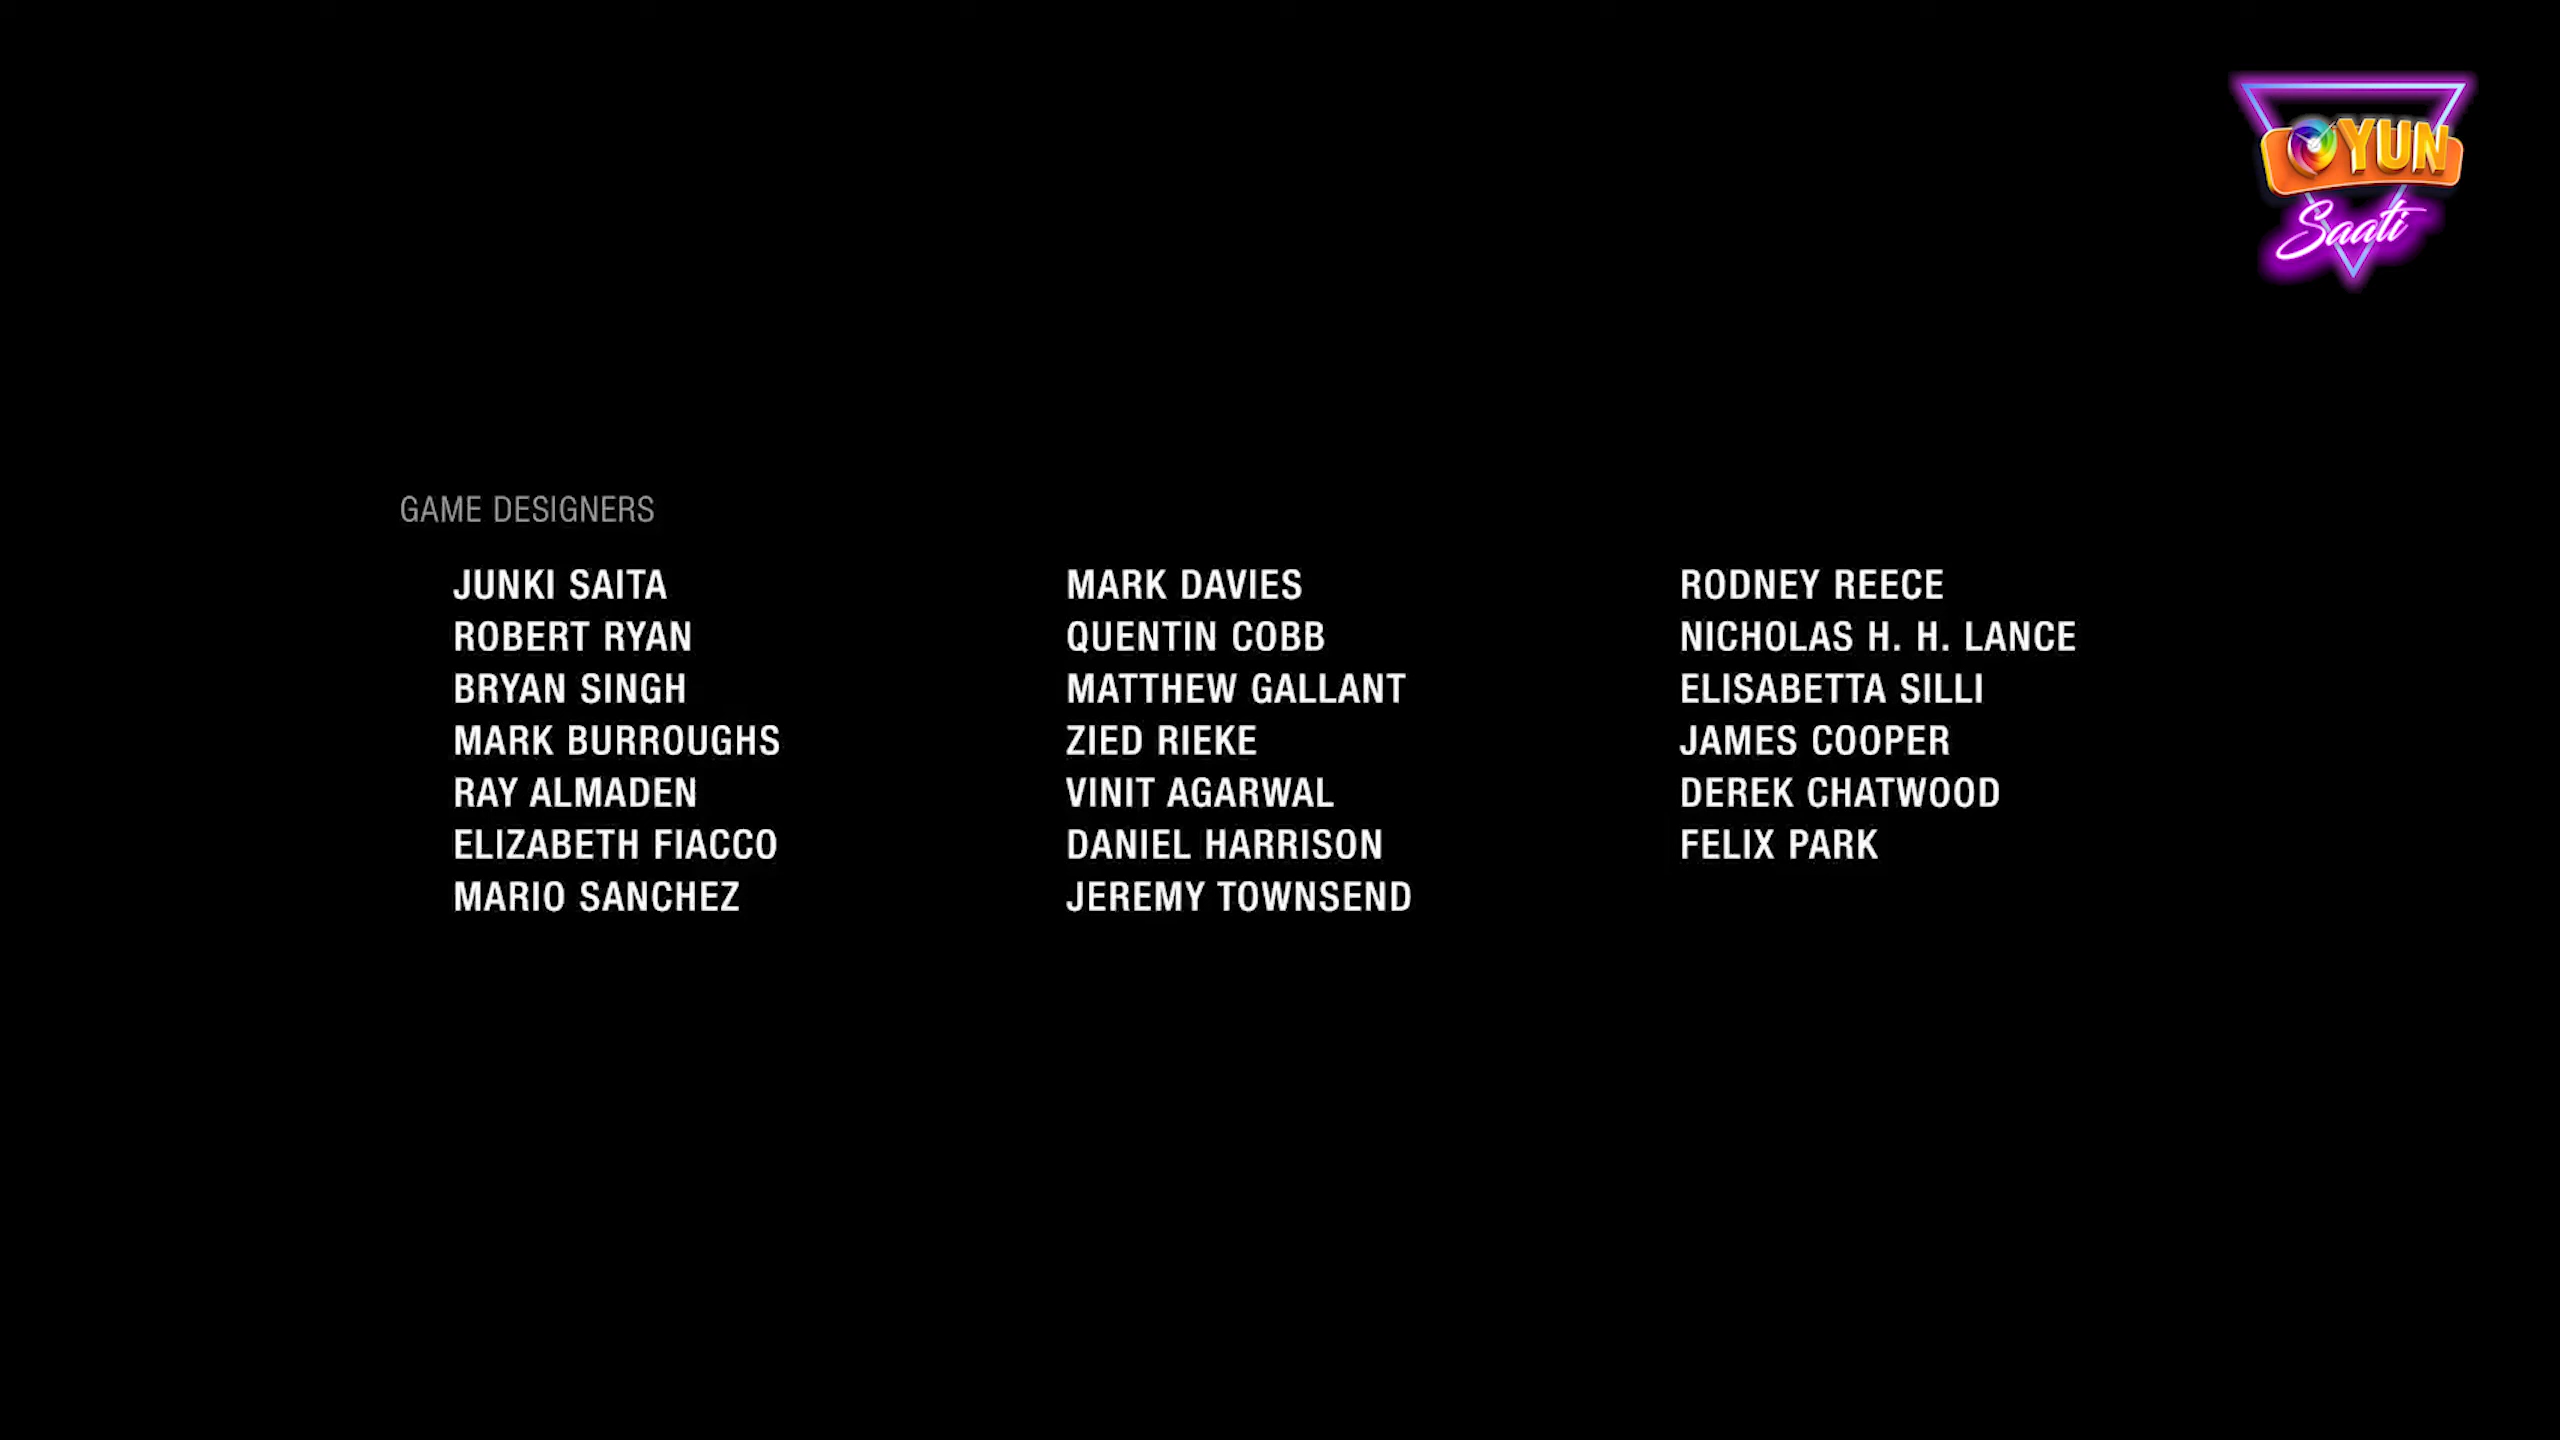 OYUN
Saati
GAME DESIGNERS
JUNKI SAITA
ROBERT RYAN
BRYAN SINGH
MARK BURROUGHS
RAY ALMADEN
ELIZABETH FIACCO
MARIO SANCHEZ
MARK DAVIES
QUENTIN COBB
MATTHEW GALLANT
ZIED RIEKE
VINIT AGARWAL
DANIEL HARRISON
JEREMY TOWNSEND
RODNEY REECE
NICHOLAS H. H. LANCE
ELISABETTA SILLI
JAMES COOPER
DEREK CHATWOOD
FELIX PARK